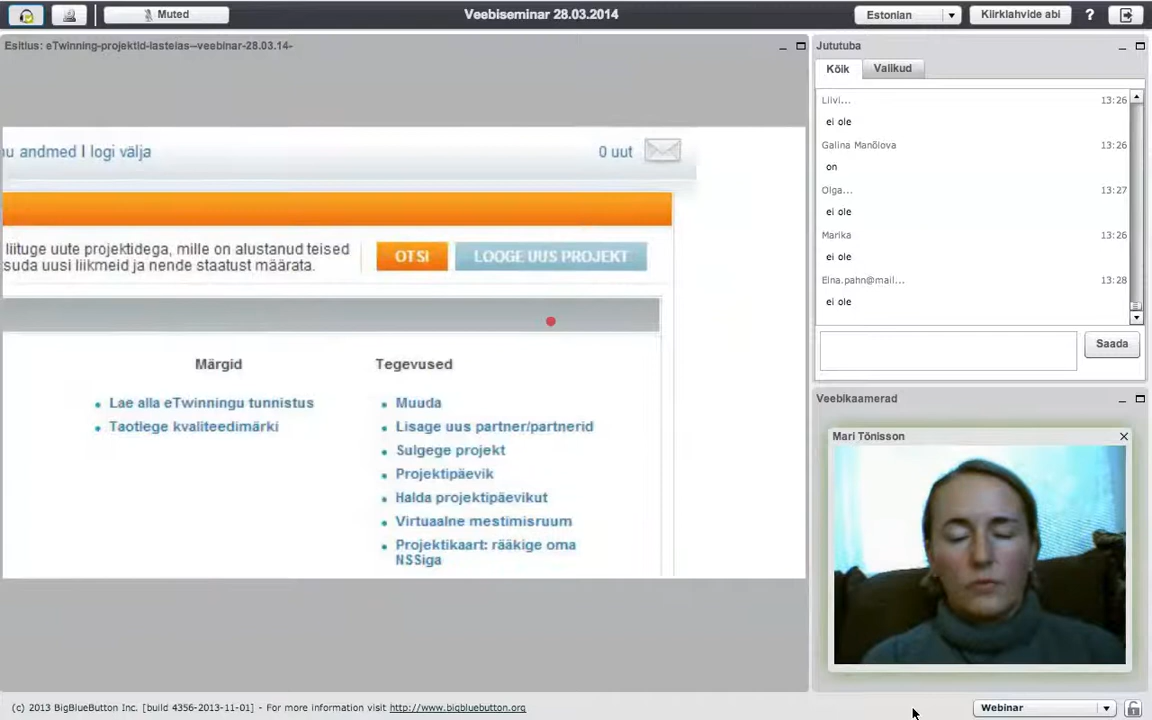 Muted
Veebiseminar 28.03.2014
Estonian
Kiirklahvide abi
?
Esitlus: eTwinning-projektid-lasteias--veebinar-28.03.14-
andmed I logi välja
0 uut
liituge uute projektidega, mille on alustanud teised
suda uusi liikmeid ja nende staatust määrata.
OTSI
LOOGE UUS PROJEKT
Märgid
Lae alla eTwinningu tunnistus
Taotlege kvaliteedimärki
Tegevused
Muuda
Lisage uus partner/partnerid
Sulgege projekt
Projektipäevik
Halda projektipäevikut
Virtuaalne mestimisruum
Projektikaart: rääkige oma
NSSiga
Jututuba
Kõik
Valikud
Liivi... 13:26
ei ole
Galina Manõlova 13:26
on
Olga... 13:27
ei ole
Marika 13:26
ei ole
Eina.pahn@mail... 13:28
ei ole
Saada
Veebikaamerad
Mari Tõnisson
(c) 2013 BigBlueButton Inc. [build 4356-2013-11-01] - For more information visit http://www.bigbluebutton.org
Webinar